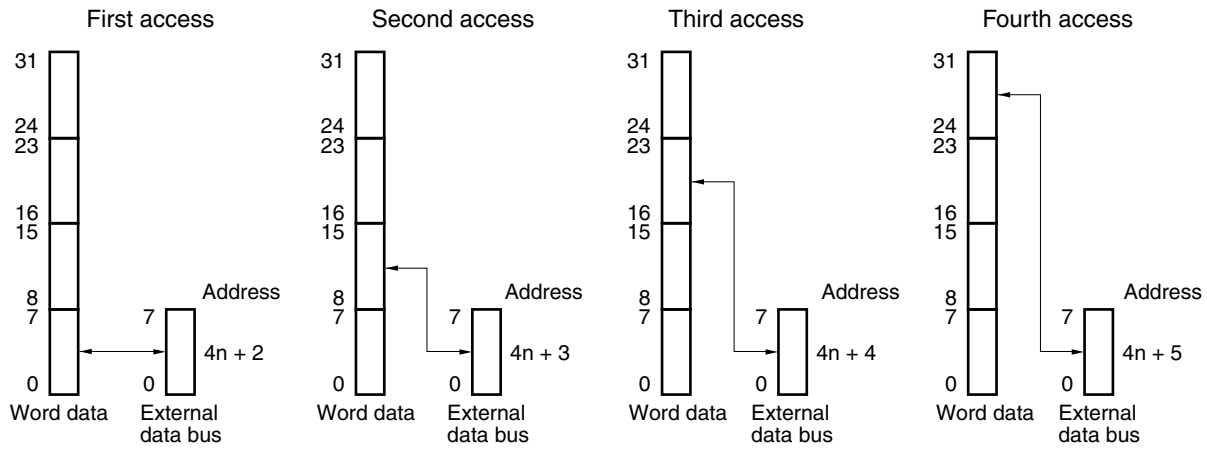 First access
31
24
23
16
15
8
7
0
Word data
7
0
External
data bus
Address
4n + 2
Second access
31
24
23
16
15
8
7
0
Word data
7
0
External
data bus
Address
4n + 3
Third access
31
24
23
16
15
8
7
0
Word data
7
0
External
data bus
Address
4n + 4
Fourth access
31
24
23
16
15
8
7
0
Word data
7
0
External
data bus
Address
4n + 5